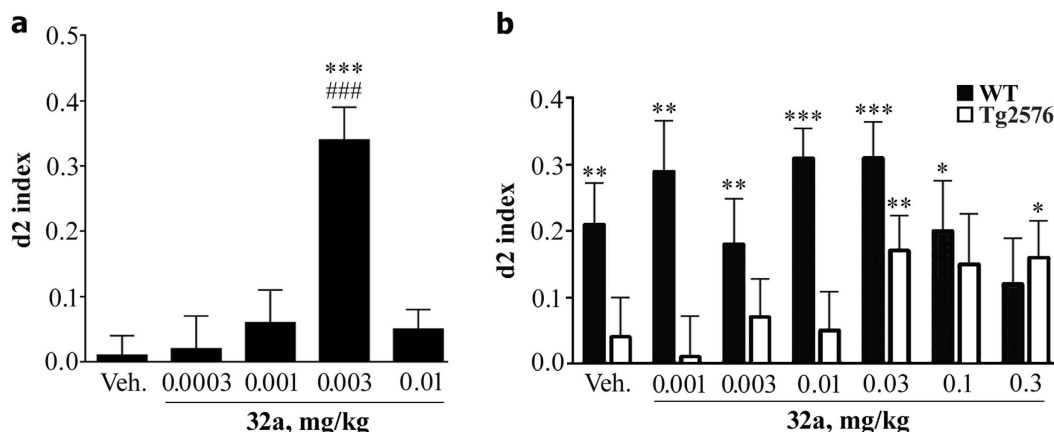 a
0.5
0.4
0.3
0.2
0.1
0.0
d2 index
***
###
Veh. 0.0003 0.001 0.003 0.01
32a, mg/kg
b
0.4
0.3
0.2
0.1
0.0
d2 index
WT
Tg2576
** ** ** *** *** ** * *
Veh. 0.001 0.003 0.01 0.03 0.1 0.3
32a, mg/kg